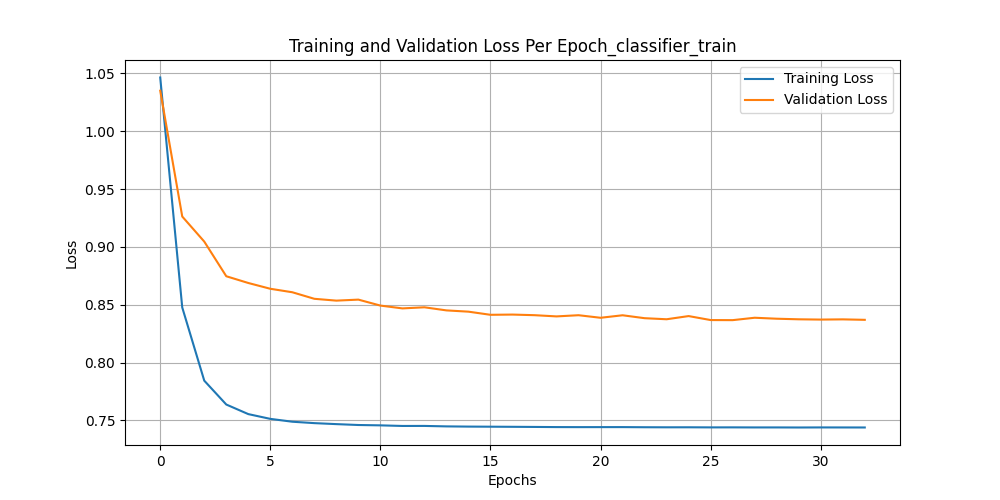 Training and Validation Loss Per Epoch_classifier_train
Training Loss
Validation Loss
1.05
1.00
0.95
0.90
0.85
0.80
0.75
Loss
0 5 10 15 20 25 30
Epochs